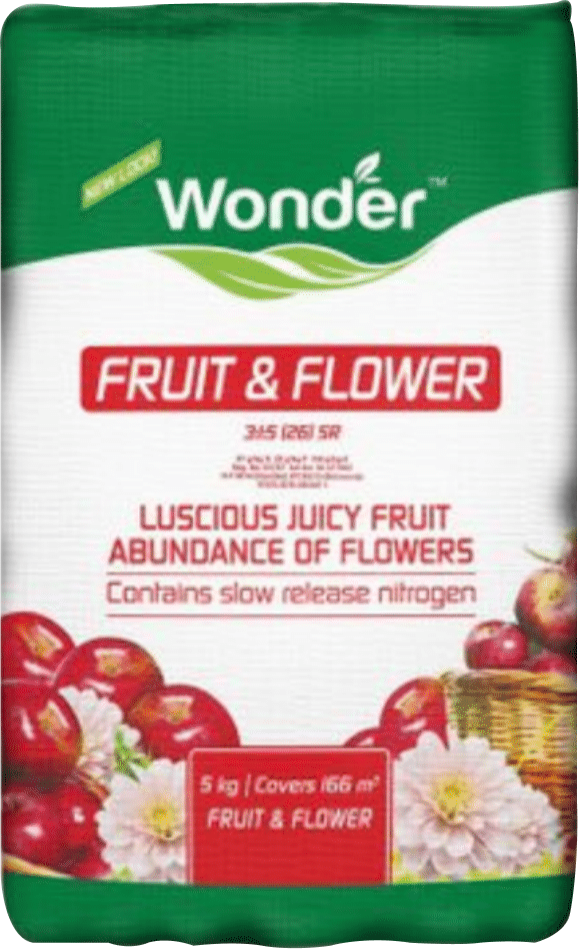 NEW LOOK!
Wonder™
FRUIT & FLOWER
3:1:5 (26) SR
LUSCIOUS JUICY FRUIT
ABUNDANCE OF FLOWERS
Contains slow release nitrogen
5 kg | Covers 166 m²
FRUIT & FLOWER